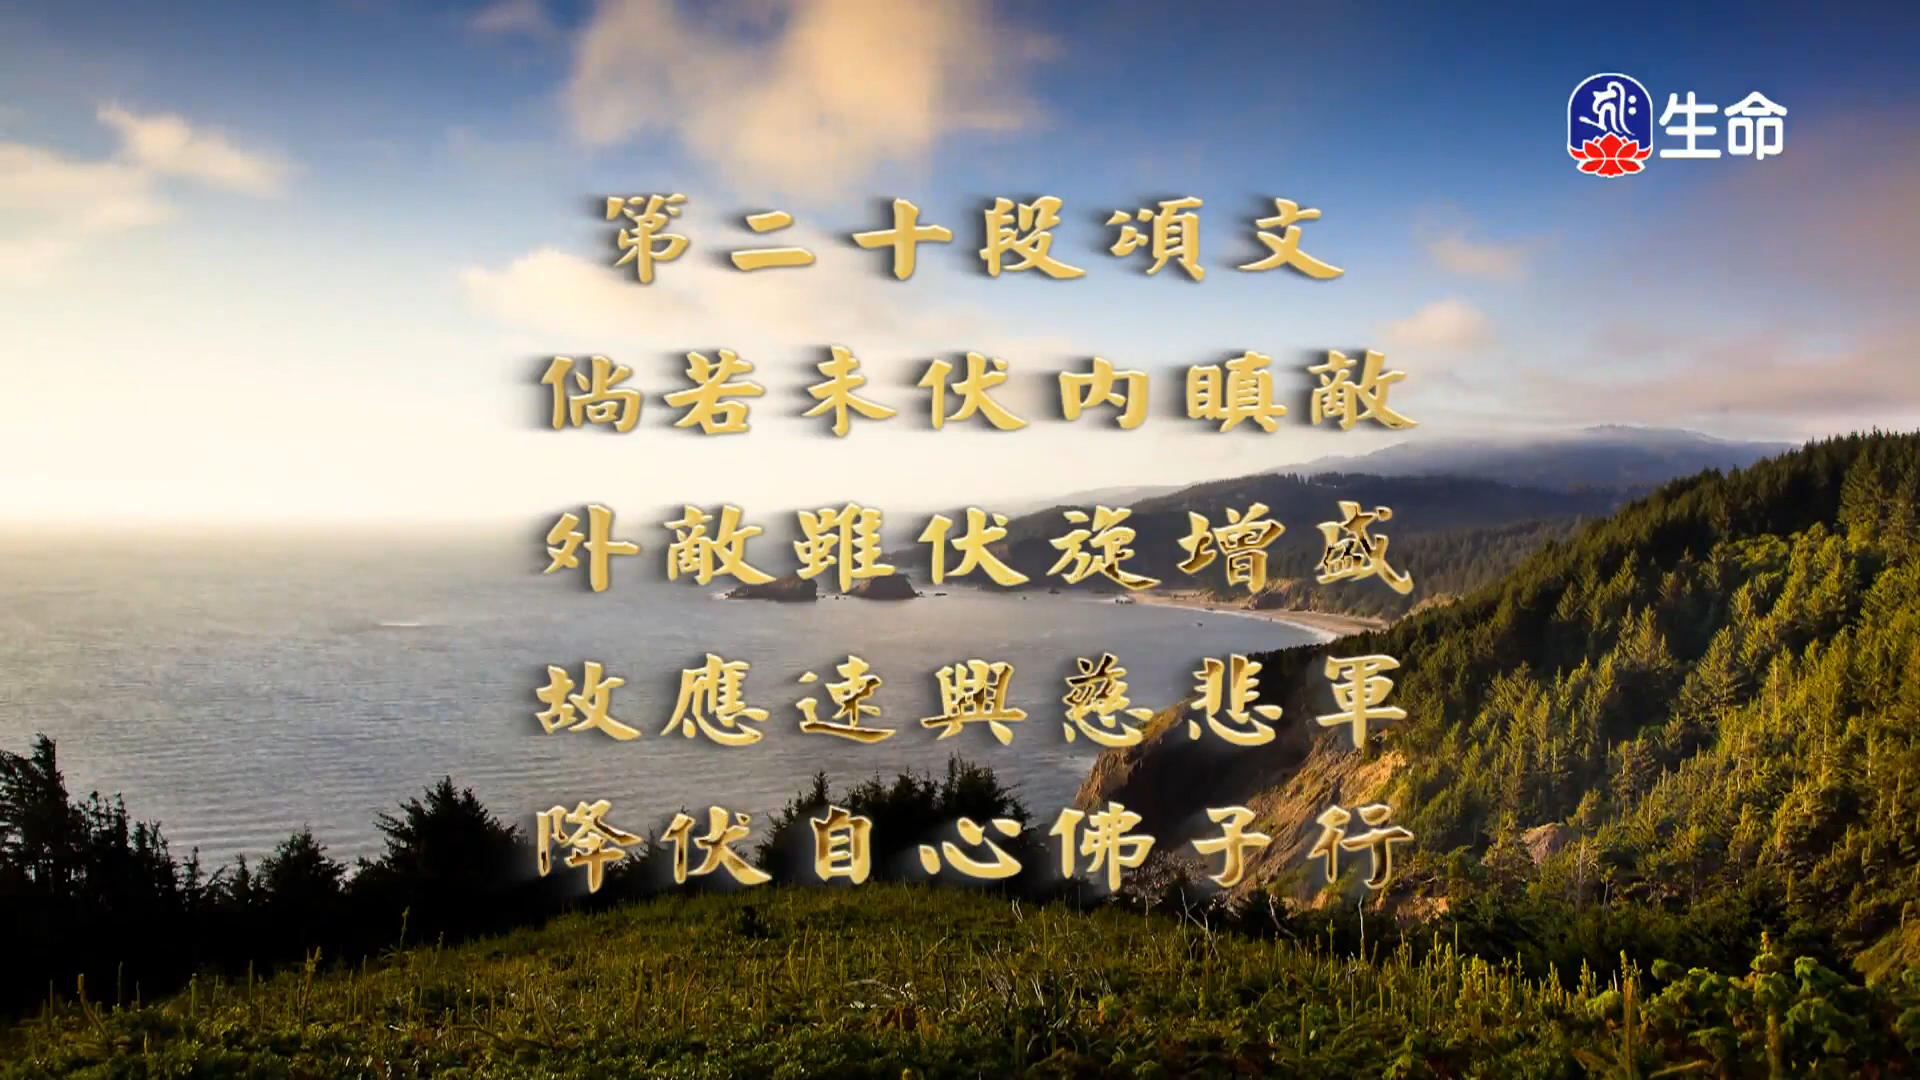 生命
第二十段頌文
倘若未伏內瞋敵
外敵雖伏旋增盛
故應速興慈悲軍
降伏自心佛子行